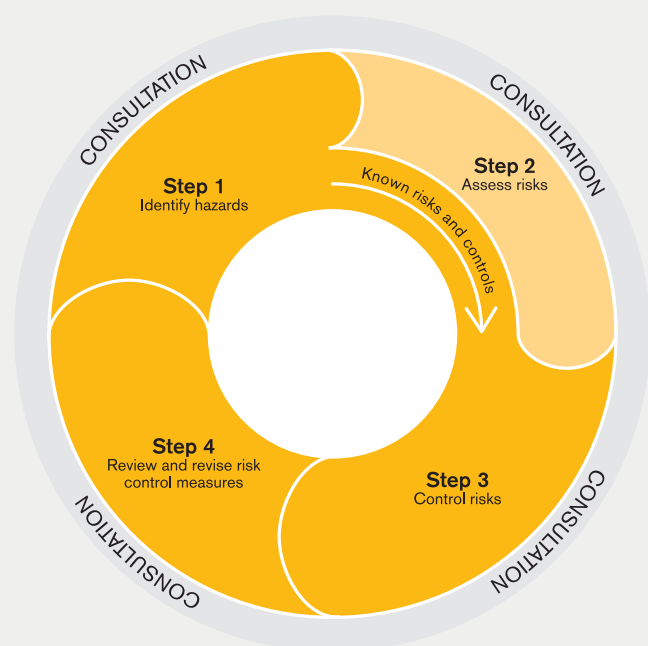 CONSULTATION
CONSULTATION
Step 1
Identify hazards
Step 2
Assess risks
Known risks and controls
Step 3
Control risks
Step 4
Review and revise risk
control measures
CONSULTATION
CONSULTATION